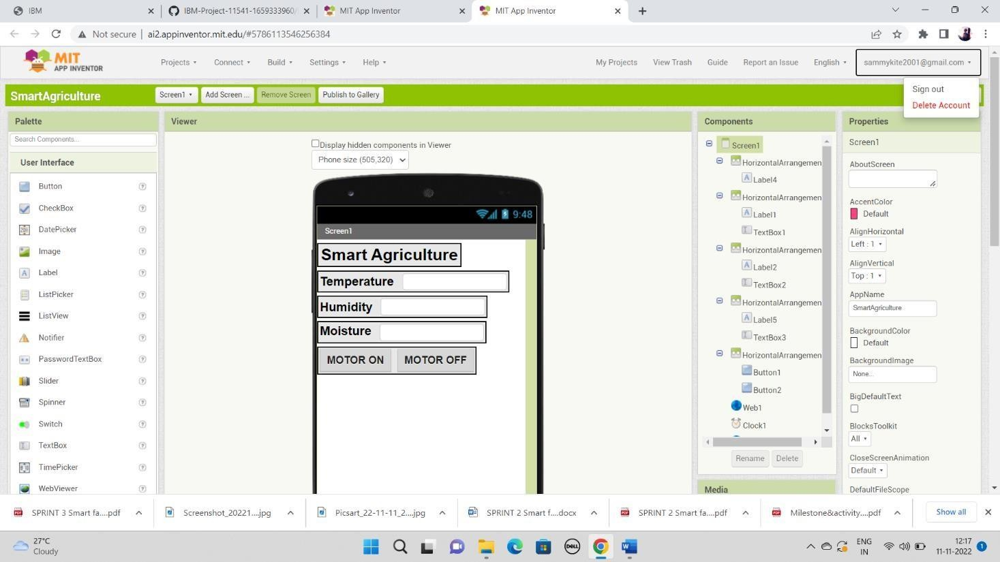 IBM
IBM-Project-11541-1659333960/
MIT App Inventor
MIT App Inventor
Not secure
ai2.appinventor.mit.edu/#5786113546256384
MIT
APP INVENTOR
Projects
Connect
Build
Settings
Help
My Projects
View Trash
Guide
Report an Issue
English
sammykite2001@gmail.com
Sign out
Delete Account
SmartAgriculture
Screen1
Add Screen ...
Remove Screen
Publish to Gallery
Palette
Search Components...
User Interface
Button
CheckBox
DatePicker
Image
Label
ListPicker
ListView
Notifier
PasswordTextBox
Slider
Spinner
Switch
TextBox
TimePicker
WebViewer
Viewer
Display hidden components in Viewer
Phone size (505,320)
9:48
Screen1
Smart Agriculture
Temperature
Humidity
Moisture
MOTOR ON
MOTOR OFF
Components
Screen1
HorizontalArrangemen
Label4
HorizontalArrangemen
Label1
TextBox1
HorizontalArrangemen
Label2
TextBox2
HorizontalArrangemen
Label5
TextBox3
HorizontalArrangemen
Button1
Button2
Web1
Clock1
Rename
Delete
Media
Properties
Screen1
AboutScreen
AccentColor
Default
AlignHorizontal
Left : 1
AlignVertical
Top : 1
AppName
SmartAgriculture
BackgroundColor
Default
BackgroundImage
None...
BigDefaultText
BlocksToolkit
All
CloseScreenAnimation
Default
DefaultFileScope
SPRINT 3 Smart fa....pdf
Screenshot_20221....jpg
Picsart_22-11-11_2....jpg
SPRINT 2 Smart f....docx
SPRINT 2 Smart fa....pdf
Milestone&activity....pdf
Show all
27°C
Cloudy
DELL
ENG
IN
12:17
11-11-2022
1